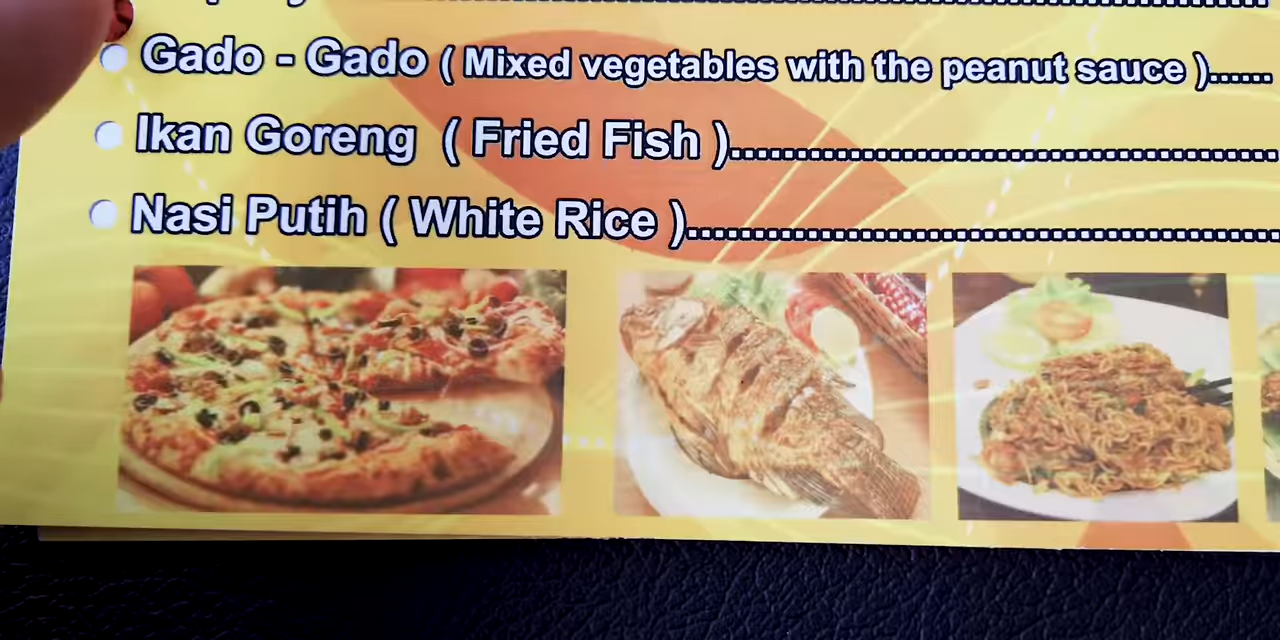 Gado - Gado ( Mixed vegetables with the peanut sauce )......
Ikan Goreng ( Fried Fish )..........................................................
Nasi Putih ( White Rice )..............................................................